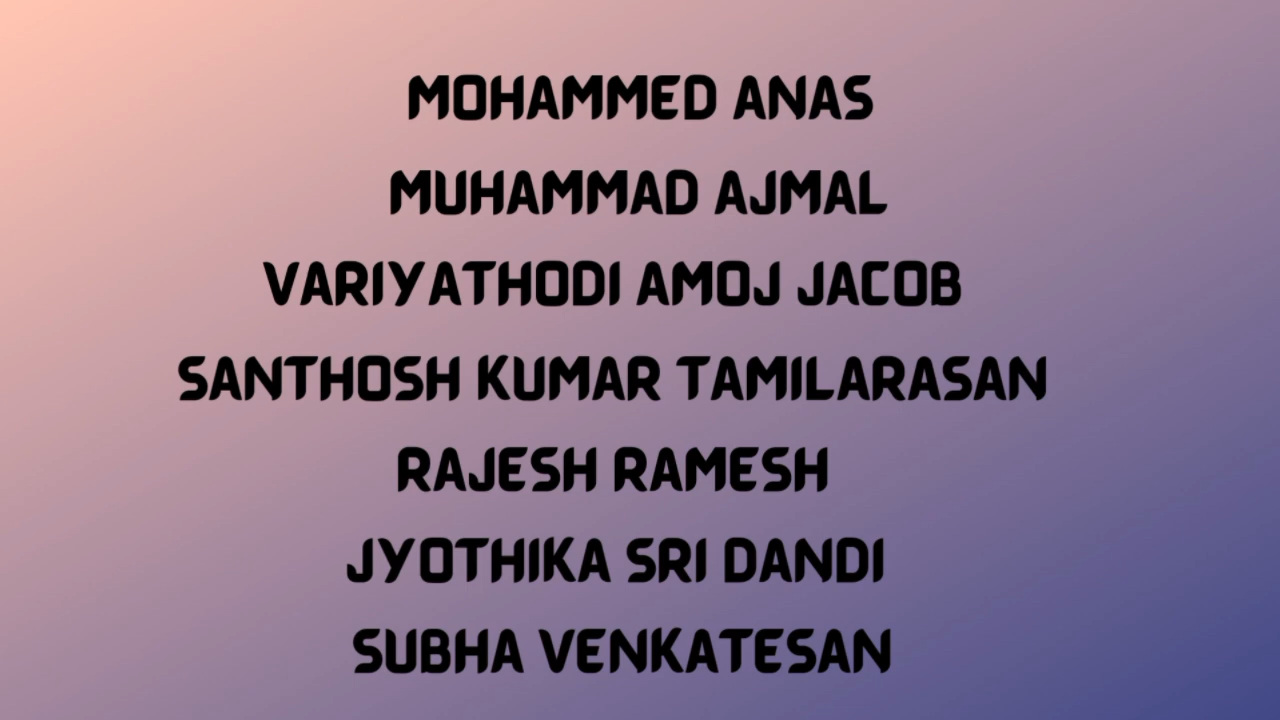 MOHAMMED ANAS
MUHAMMAD AJMAL
VARIYATHODI AMOJ JACOB
SANTHOSH KUMAR TAMILARASAN
RAJESH RAMESH
JYOTHIKA SRI DANDI
SUBHA VENKATESAN